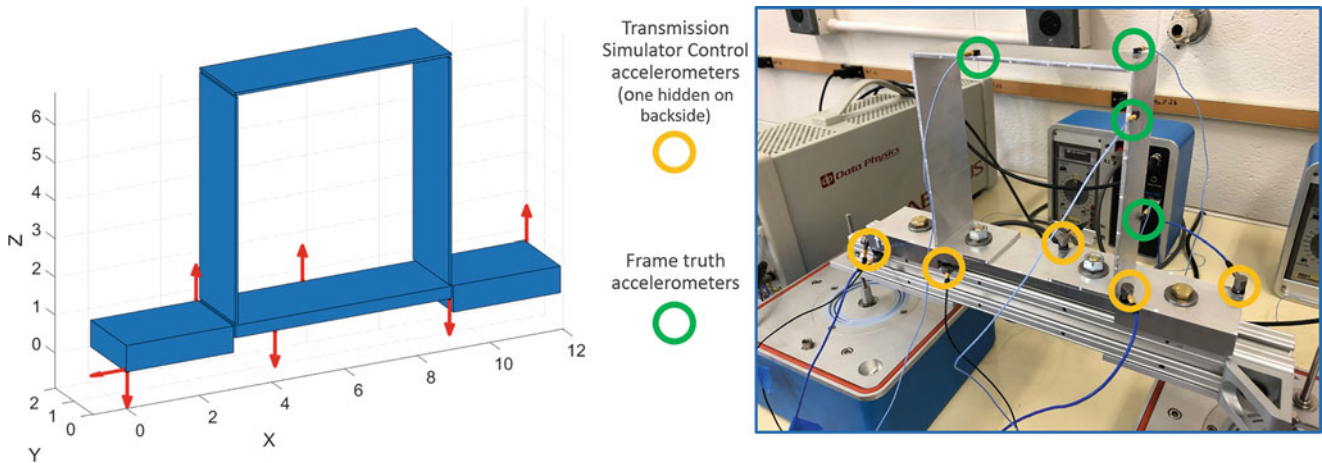 6
5
4
3
2
1
0
Z
2
1
0
Y
0
2
4
6
8
10
12
X
Transmission
Simulator Control
accelerometers
(one hidden on
backside)
Frame truth
accelerometers
Data Physics